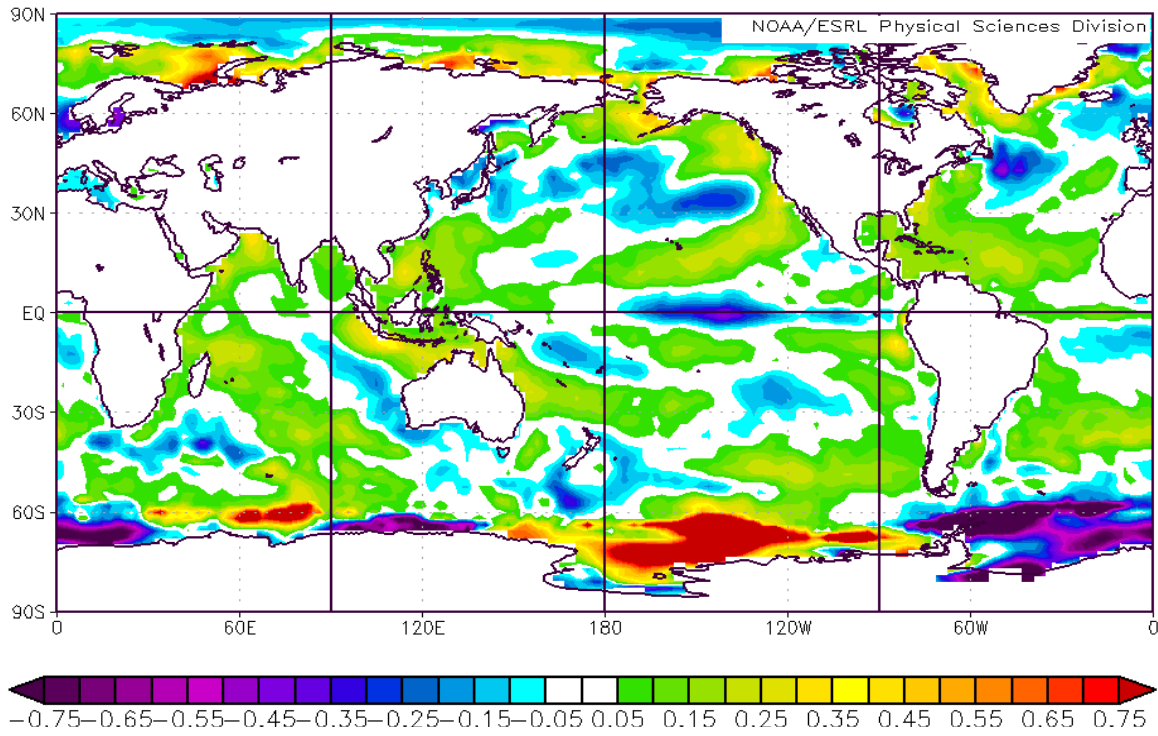 90N
NOAA/ESRL Physical Sciences Division
60N
30N
EQ
30S
60S
90S
0 60E 120E 180 120W 60W 0
-0.75 -0.65 -0.55 -0.45 -0.35 -0.25 -0.15 -0.05 0.05 0.15 0.25 0.35 0.45 0.55 0.65 0.75